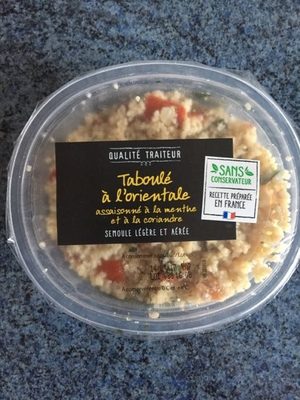 QUALITÉ TRAITEUR
Taboulé
à l'orientale
assaisonné à la menthe
et à la coriandre
SEMOULE LÉGÈRE ET AÉRÉE
SANS
CONSERVATEUR
RECETTE PRÉPARÉE
EN FRANCE